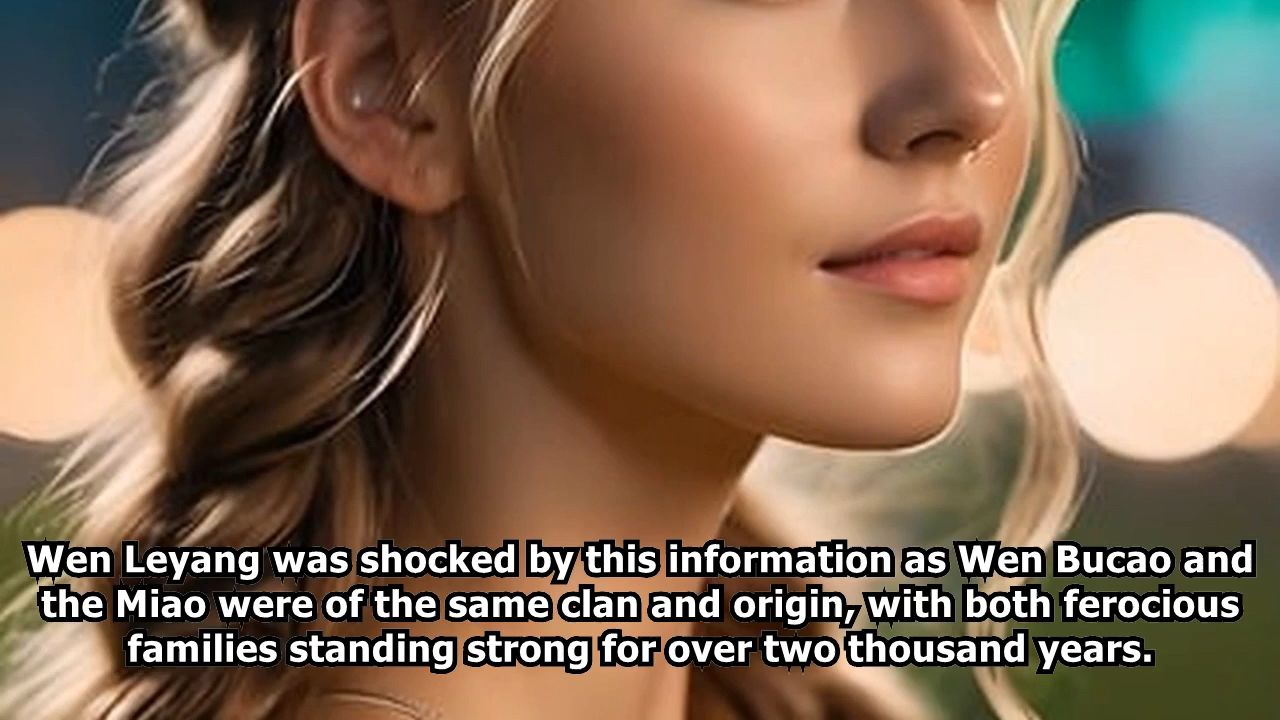 Wen Leyang was shocked by this information as Wen Bucao and
the Miao were of the same clan and origin, with both ferocious
families standing strong for over two thousand years.